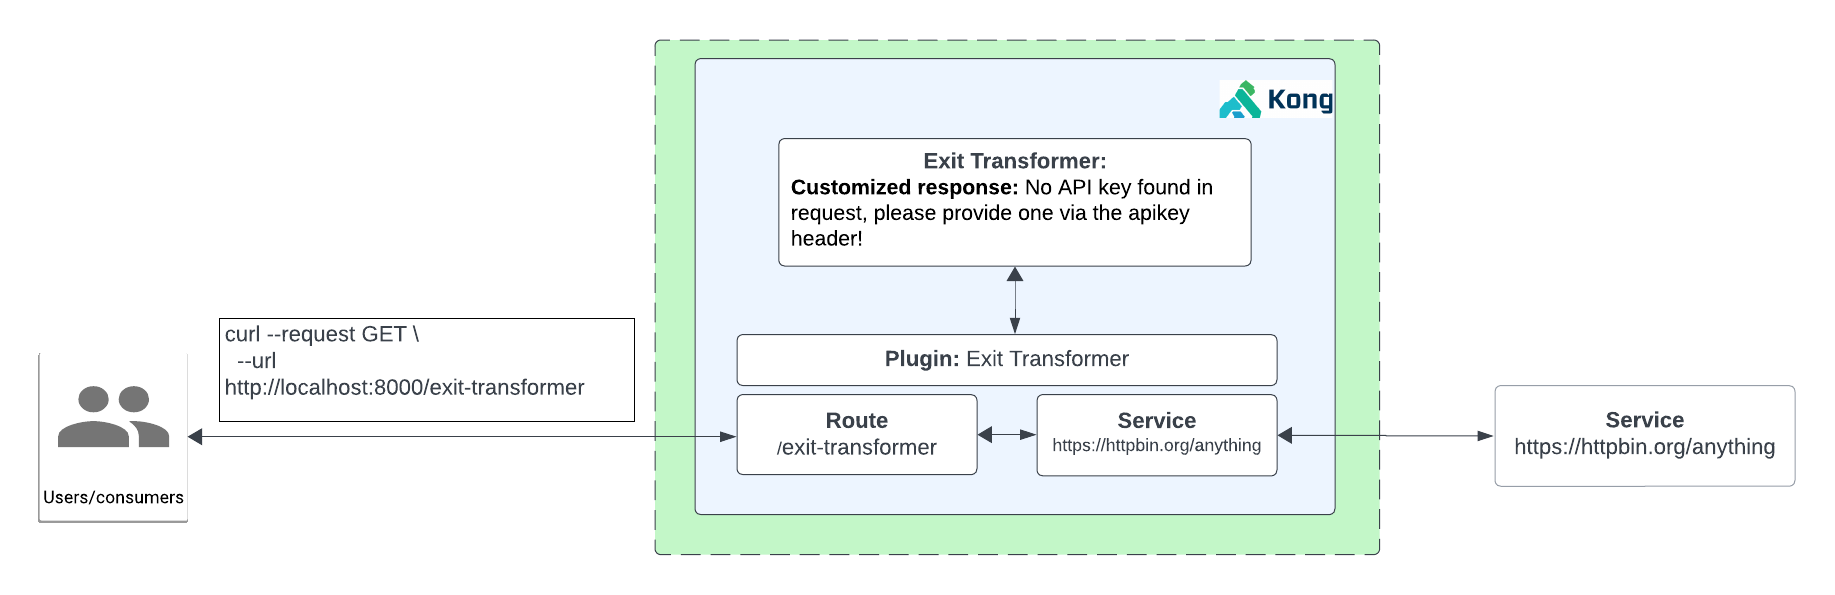 Kong
Exit Transformer:
Customized response: No API key found in
request, please provide one via the apikey
header!
curl --request GET \
--url
http://localhost:8000/exit-transformer
Plugin: Exit Transformer
Route
/exit-transformer
Service
https://httpbin.org/anything
Service
https://httpbin.org/anything
Users/consumers